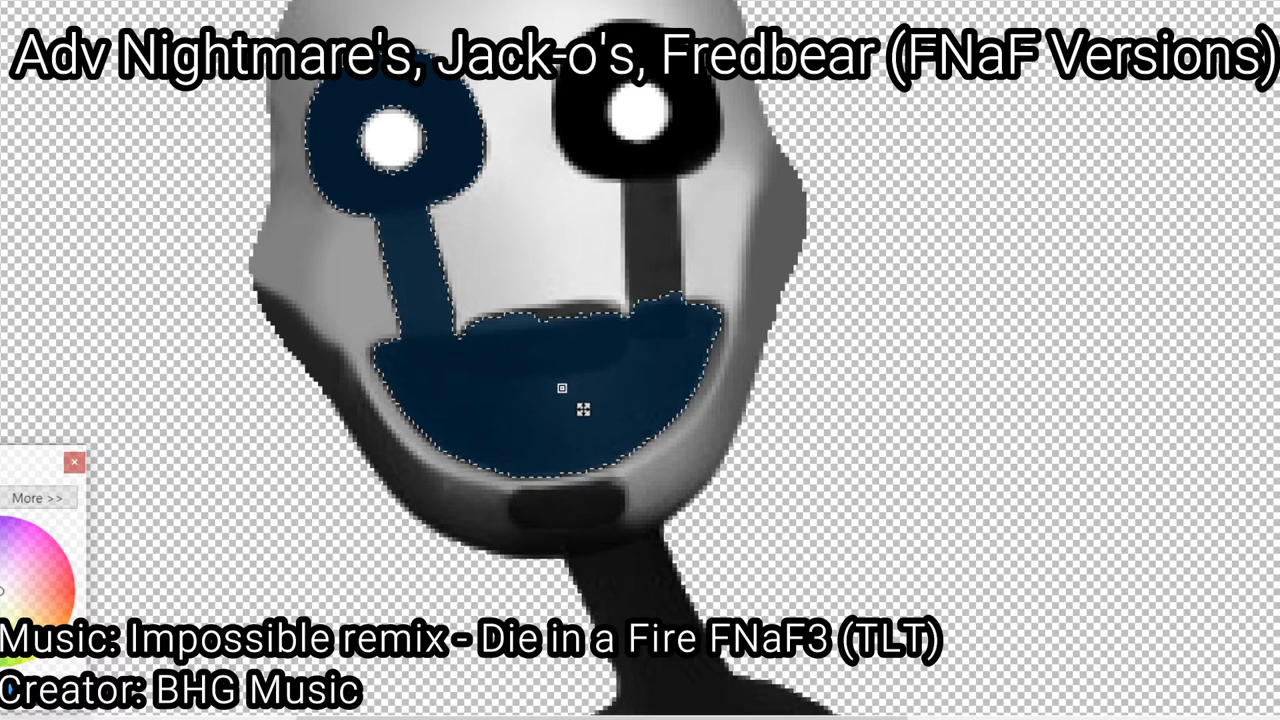 Adv Nightmare's, Jack-o's, Fredbear (FNaF Versions)
More >>
Music: Impossible remix - Die in a Fire FNaF3 (TLT)
Creator: BHG Music